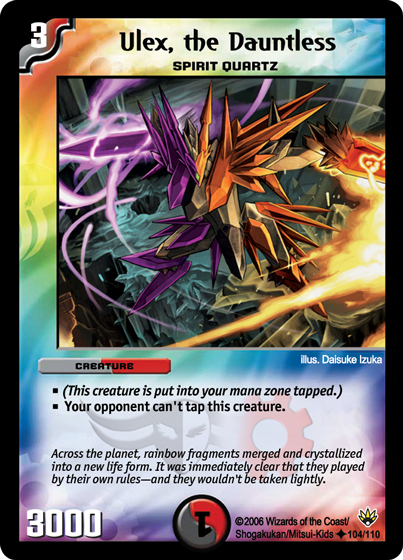 3
Ulex, the Dauntless
SPIRIT QUARTZ
illus. Daisuke Izuka
CREATURE
▪ (This creature is put into your mana zone tapped.)
▪ Your opponent can't tap this creature.
Across the planet, rainbow fragments merged and crystallized
into a new life form. It was immediately clear that they played
by their own rules—and they wouldn't be taken lightly.
3000
1
©2006 Wizards of the Coast/
Shogakukan/Mitsui-Kids ◆ 104/110